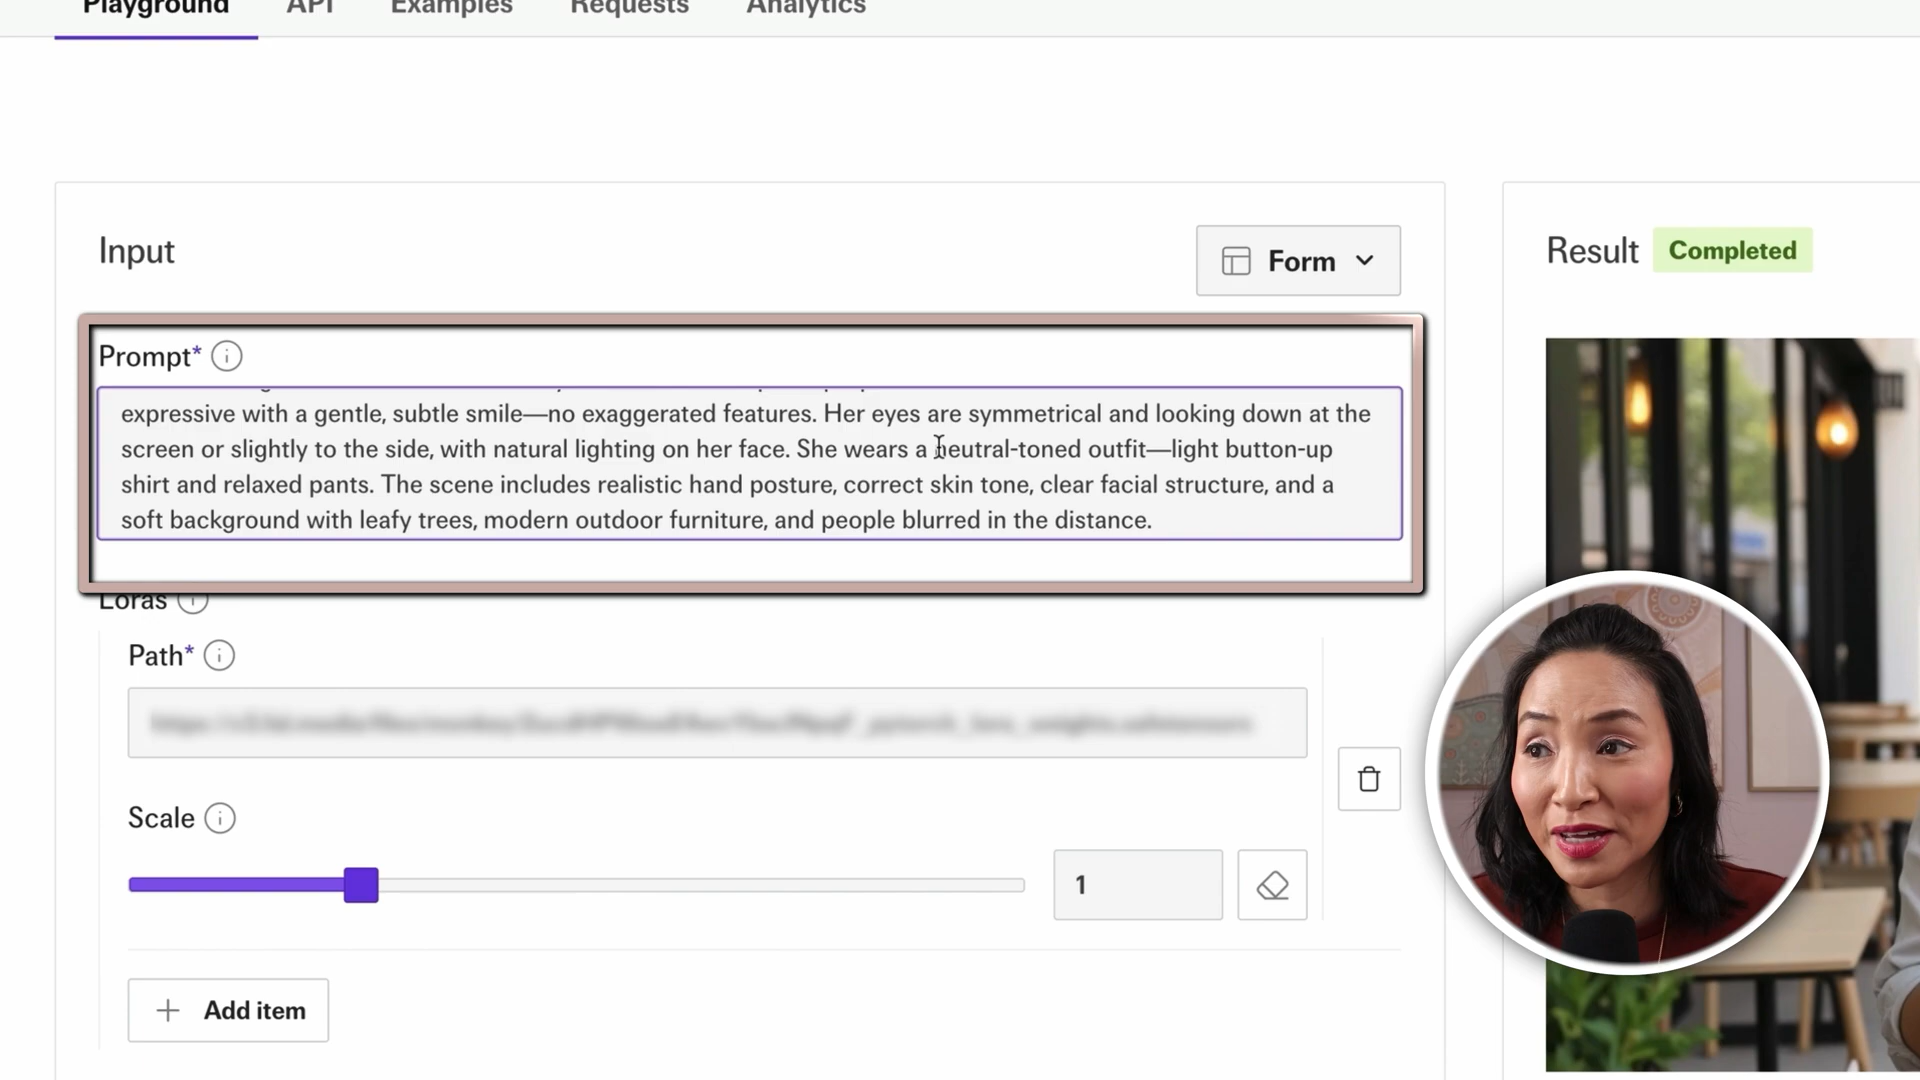 Playground API Examples Requests Analytics
Input
Form
Result Completed
Prompt*
expressive with a gentle, subtle smile—no exaggerated features. Her eyes are symmetrical and looking down at the
screen or slightly to the side, with natural lighting on her face. She wears a neutral-toned outfit—light button-up
shirt and relaxed pants. The scene includes realistic hand posture, correct skin tone, clear facial structure, and a
soft background with leafy trees, modern outdoor furniture, and people blurred in the distance.
Loras
Path*
Scale
1
Add item